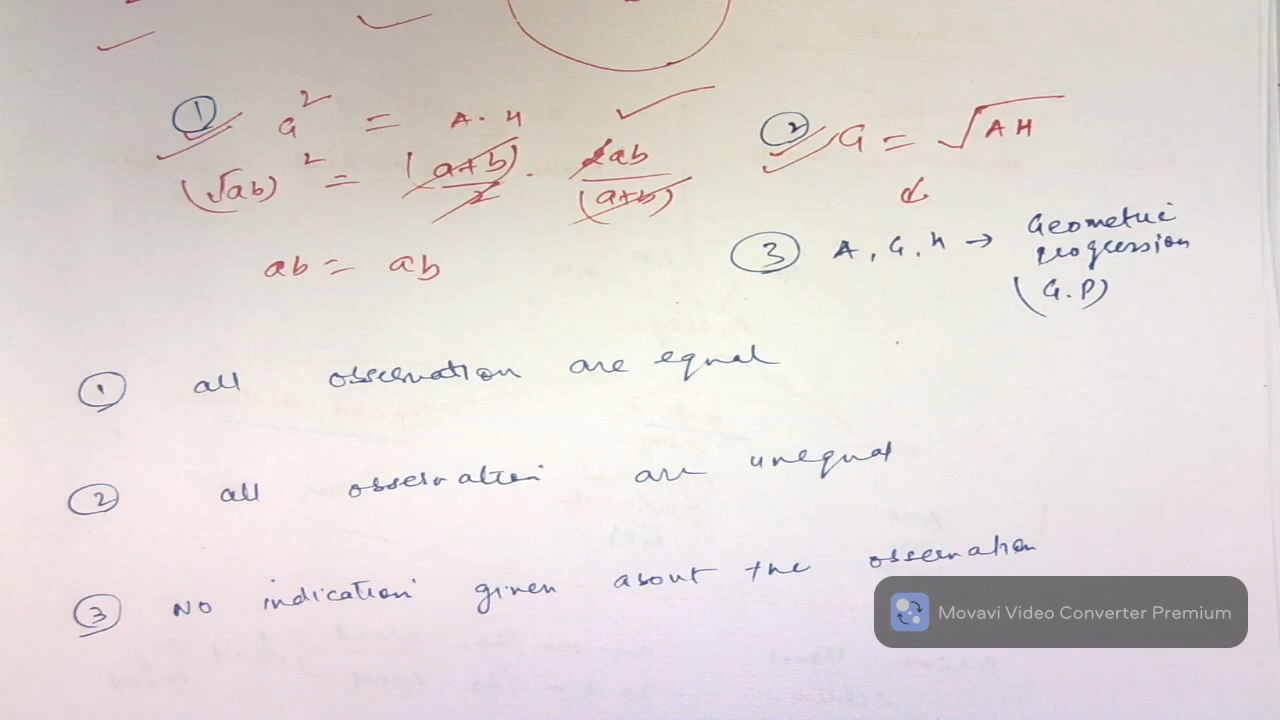 ① G² = A · H
(√ab)² = (a+b)/2 · 2ab/(a+b)
ab = ab
② G = √AH
③ A, G, H → Geometric
progression
(G.P)
① all observation are equal
② all observation are unequal
③ NO indication given about the observation
Movavi Video Converter Premium